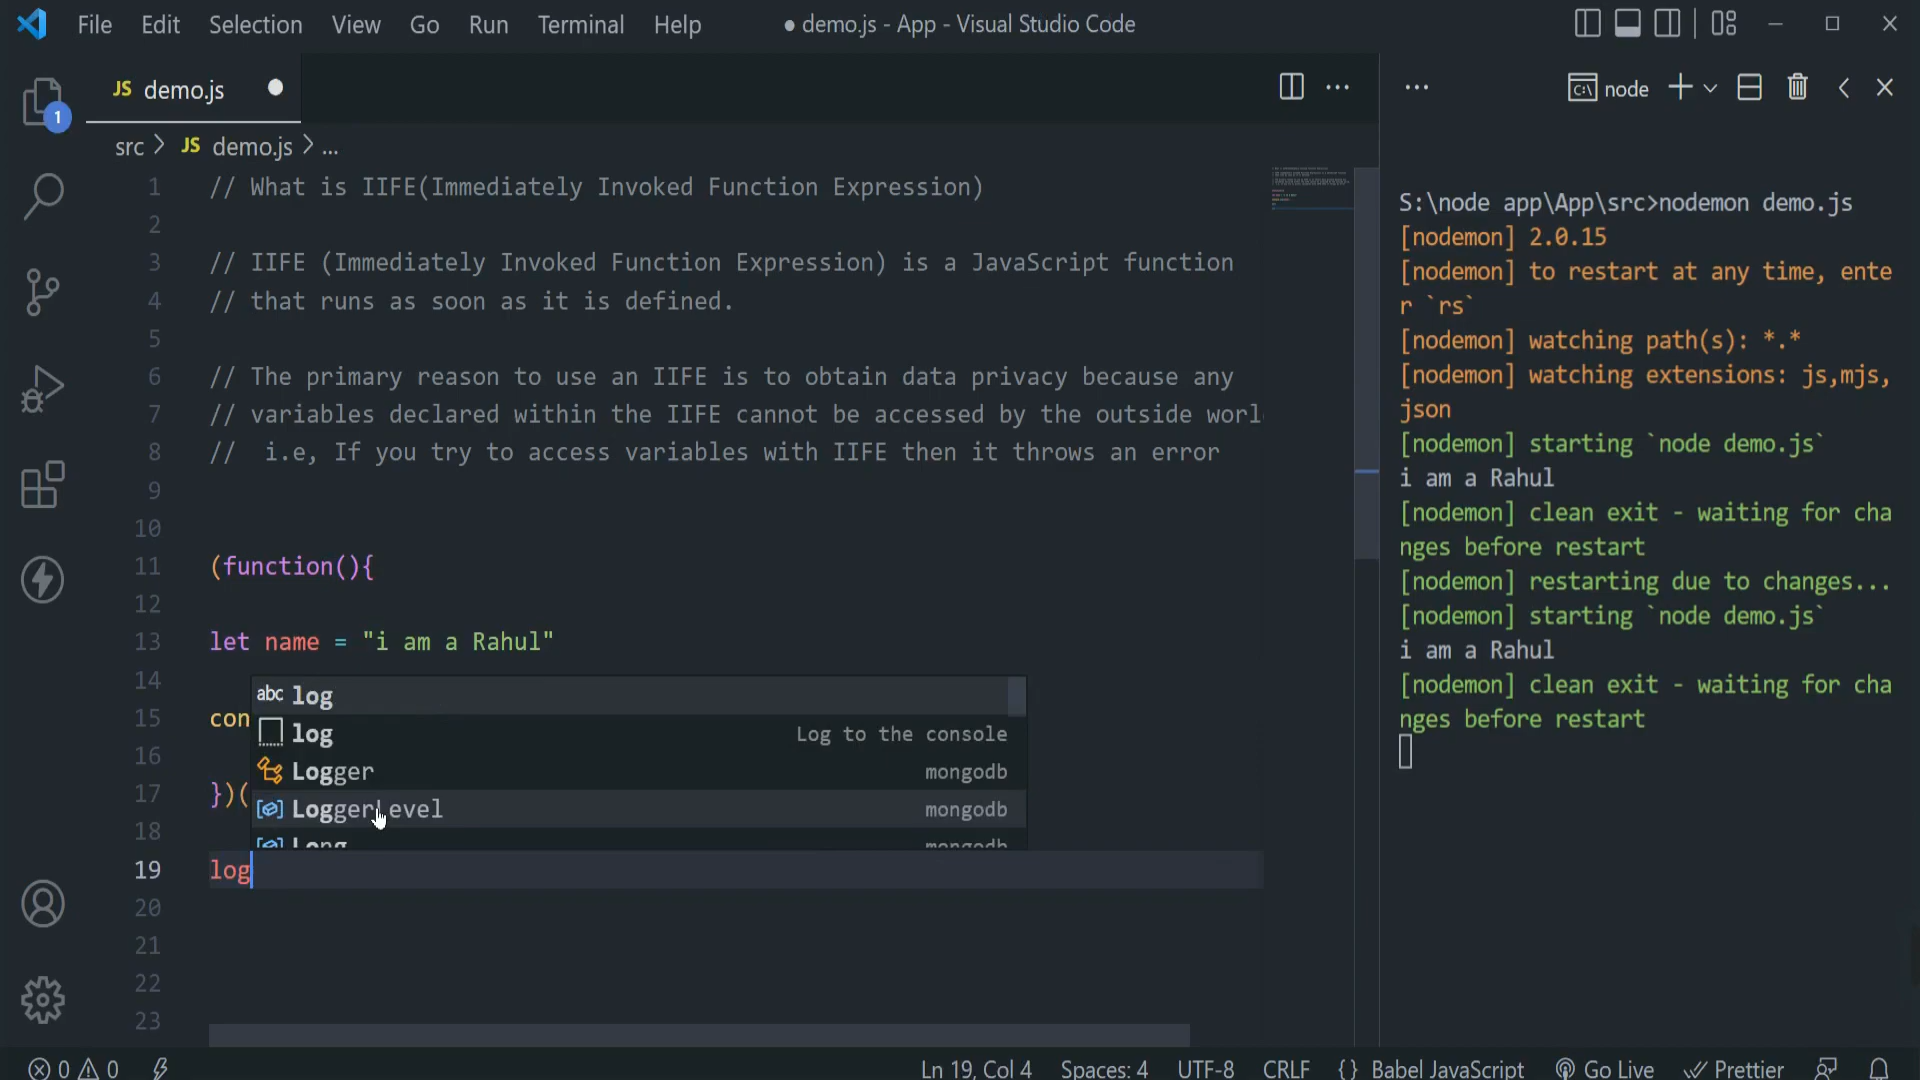 File Edit Selection View Go Run Terminal Help ● demo.js - App - Visual Studio Code
JS demo.js
src > JS demo.js > ...
1 // What is IIFE(Immediately Invoked Function Expression)
2
3 // IIFE (Immediately Invoked Function Expression) is a JavaScript function
4 // that runs as soon as it is defined.
5
6 // The primary reason to use an IIFE is to obtain data privacy because any
7 // variables declared within the IIFE cannot be accessed by the outside worl
8 //  i.e, If you try to access variables with IIFE then it throws an error
9
10
11 (function(){
12
13 let name = "i am a Rahul"
14
abc log
log Log to the console
15 con
16
Logger mongodb
17 })(
LoggerLevel mongodb
18
Long mongodb
19 log
20
21
22
23
1
... node
S:\node app\App\src>nodemon demo.js
[nodemon] 2.0.15
[nodemon] to restart at any time, ente
r `rs`
[nodemon] watching path(s): *.*
[nodemon] watching extensions: js,mjs,
json
[nodemon] starting `node demo.js`
i am a Rahul
[nodemon] clean exit - waiting for cha
nges before restart
[nodemon] restarting due to changes...
[nodemon] starting `node demo.js`
i am a Rahul
[nodemon] clean exit - waiting for cha
nges before restart
0 0 Ln 19, Col 4 Spaces: 4 UTF-8 CRLF {} Babel JavaScript Go Live Prettier